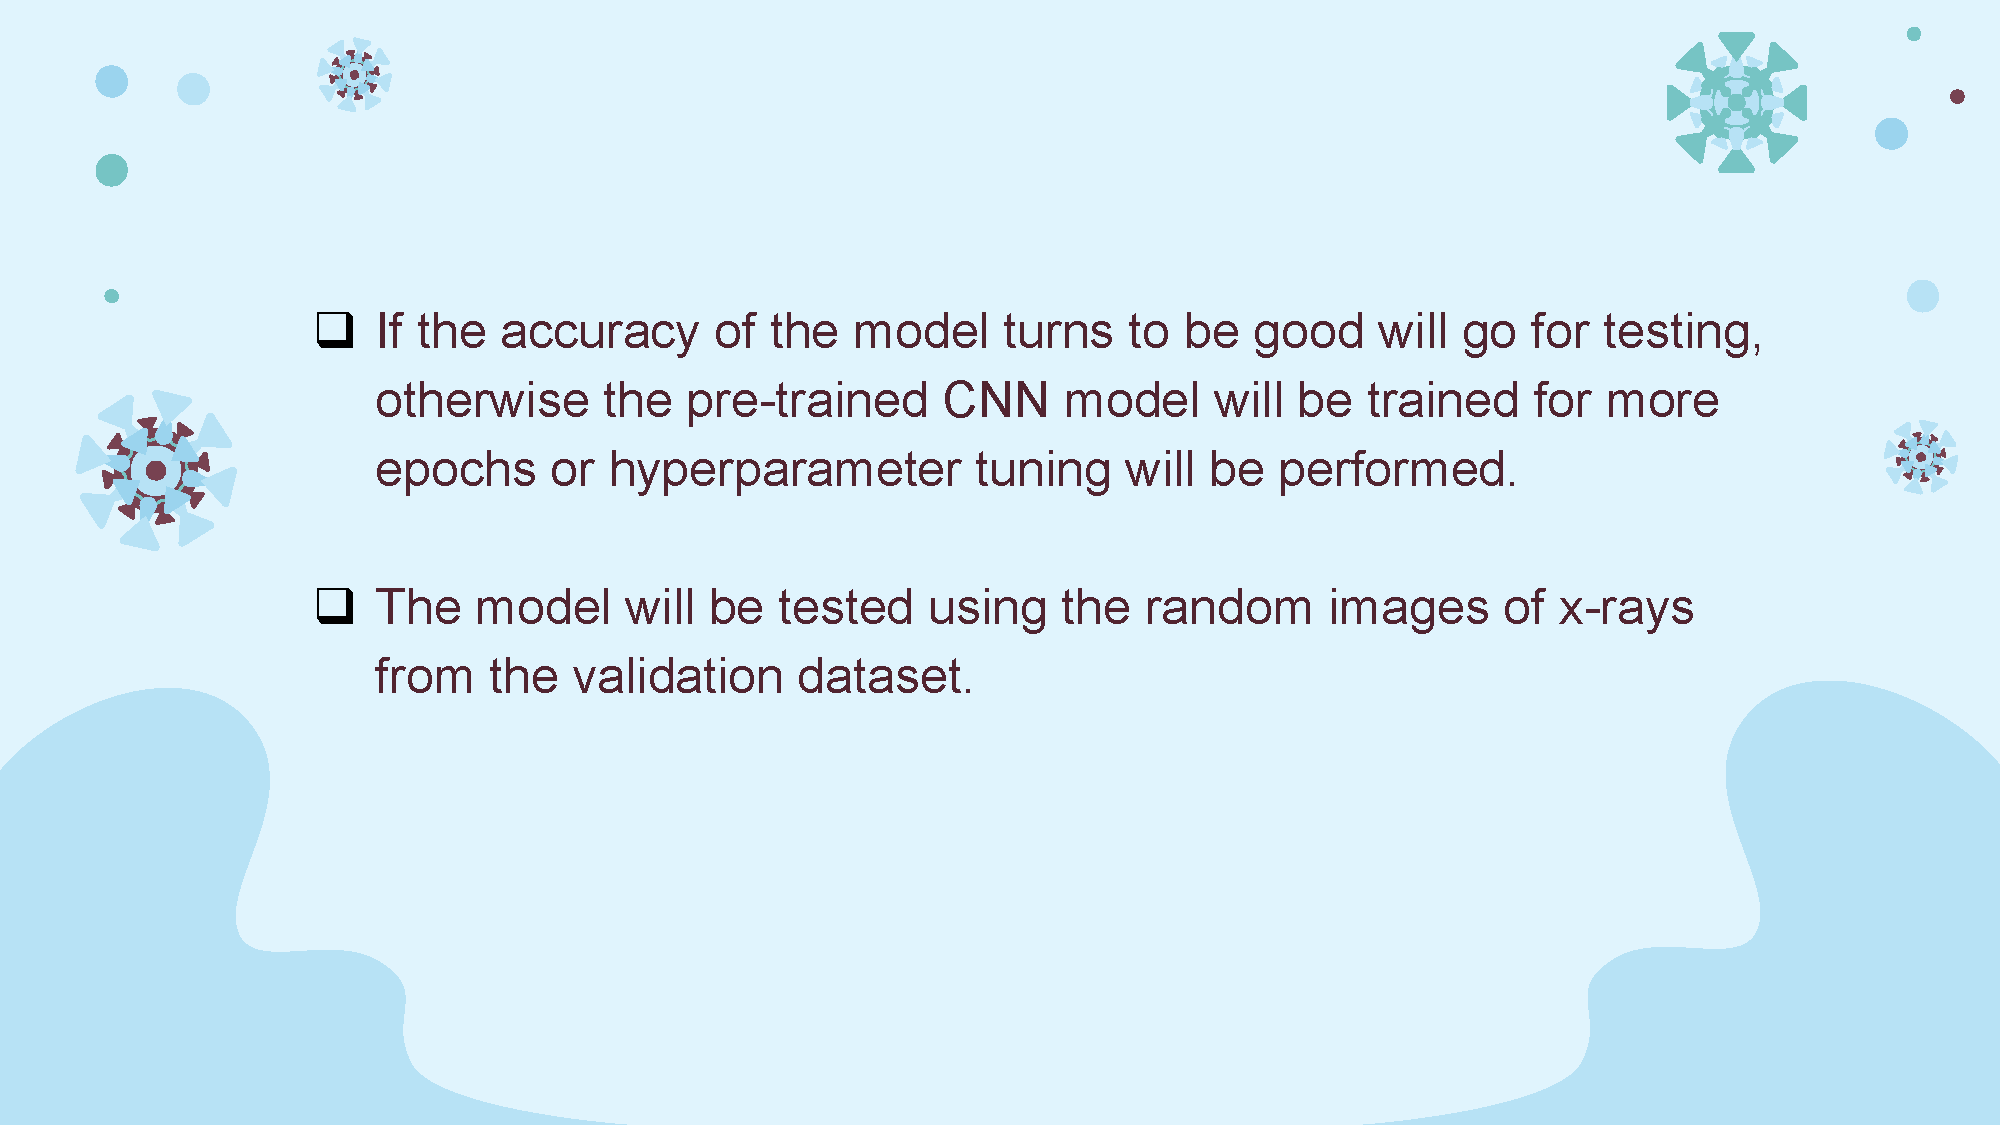 ❑ If the accuracy of the model turns to be good will go for testing,
otherwise the pre-trained CNN model will be trained for more
epochs or hyperparameter tuning will be performed.
❑ The model will be tested using the random images of x-rays
from the validation dataset.